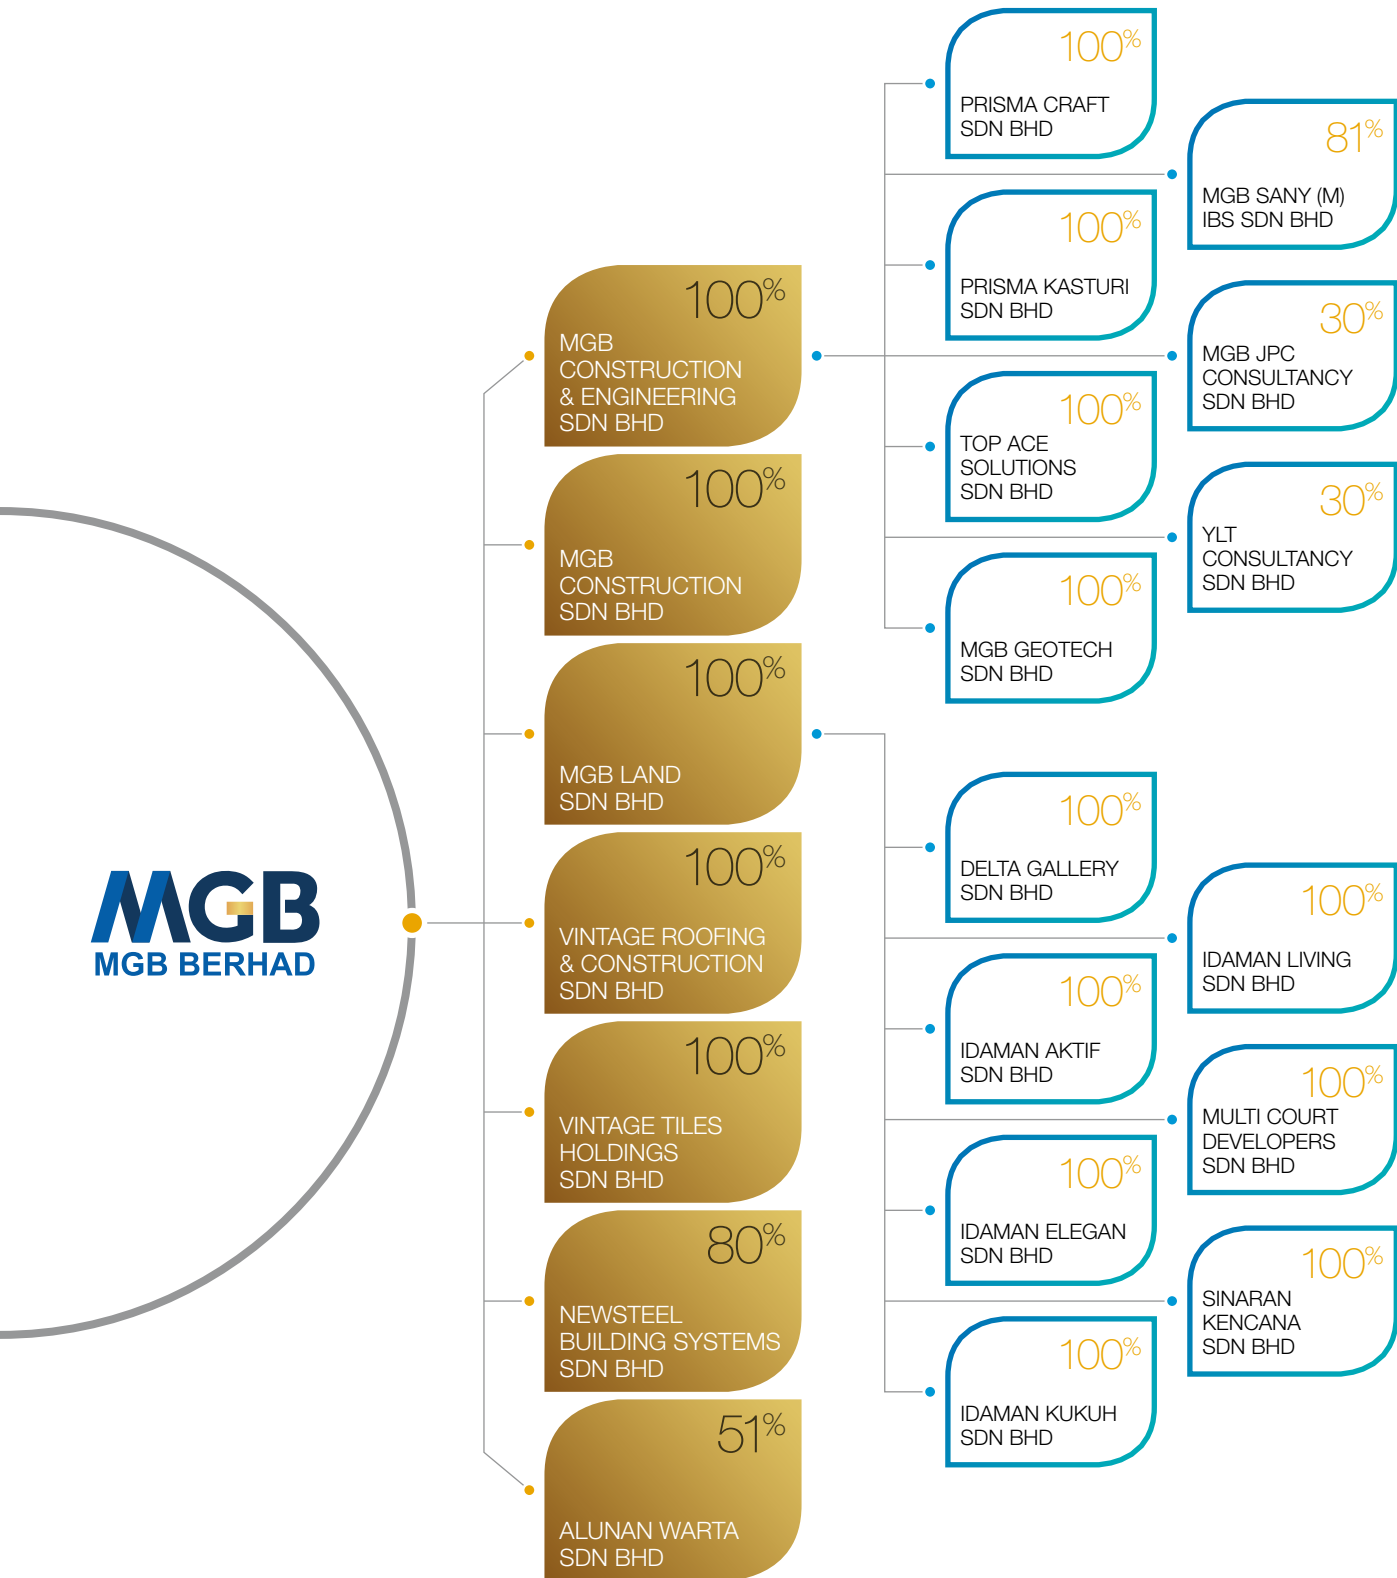 MGB
MGB BERHAD
100%
MGB
CONSTRUCTION
& ENGINEERING
SDN BHD
100%
MGB
CONSTRUCTION
SDN BHD
100%
MGB LAND
SDN BHD
100%
VINTAGE ROOFING
& CONSTRUCTION
SDN BHD
100%
VINTAGE TILES
HOLDINGS
SDN BHD
80%
NEWSTEEL
BUILDING SYSTEMS
SDN BHD
51%
ALUNAN WARTA
SDN BHD
100%
PRISMA CRAFT
SDN BHD
81%
MGB SANY (M)
IBS SDN BHD
100%
PRISMA KASTURI
SDN BHD
30%
MGB JPC
CONSULTANCY
SDN BHD
100%
TOP ACE
SOLUTIONS
SDN BHD
30%
YLT
CONSULTANCY
SDN BHD
100%
MGB GEOTECH
SDN BHD
100%
DELTA GALLERY
SDN BHD
100%
IDAMAN LIVING
SDN BHD
100%
IDAMAN AKTIF
SDN BHD
100%
MULTI COURT
DEVELOPERS
SDN BHD
100%
IDAMAN ELEGAN
SDN BHD
100%
SINARAN
KENCANA
SDN BHD
100%
IDAMAN KUKUH
SDN BHD